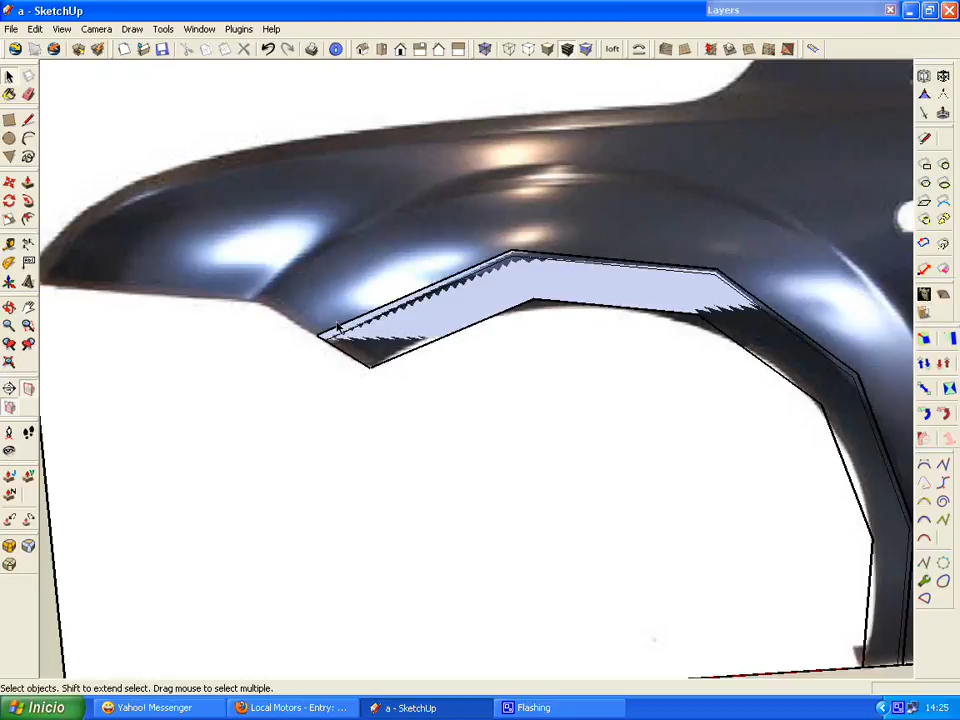 a - SketchUp
Layers
File Edit View Camera Draw Tools Window Plugins Help
loft
Select objects. Shift to extend select. Drag mouse to select multiple.
Inicio Yahoo! Messenger Local Motors - Entry: ... a - SketchUp Flashing 14:25